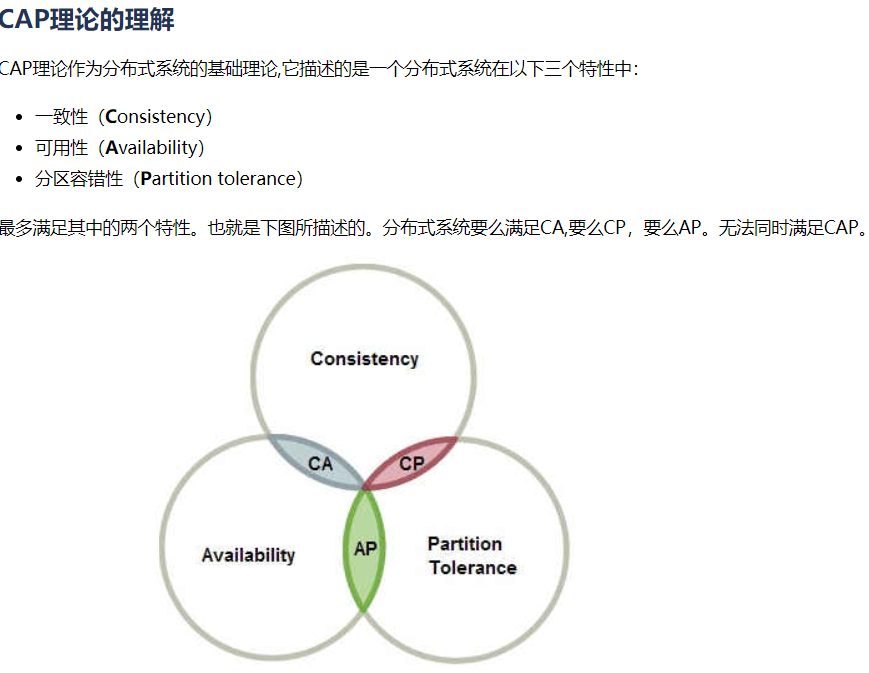 CAP理论的理解
CAP理论作为分布式系统的基础理论,它描述的是一个分布式系统在以下三个特性中：
一致性（Consistency）
可用性（Availability）
分区容错性（Partition tolerance）
最多满足其中的两个特性。也就是下图所描述的。分布式系统要么满足CA,要么CP，要么AP。无法同时满足CAP。
Consistency
CA
CP
Availability
AP
Partition
Tolerance